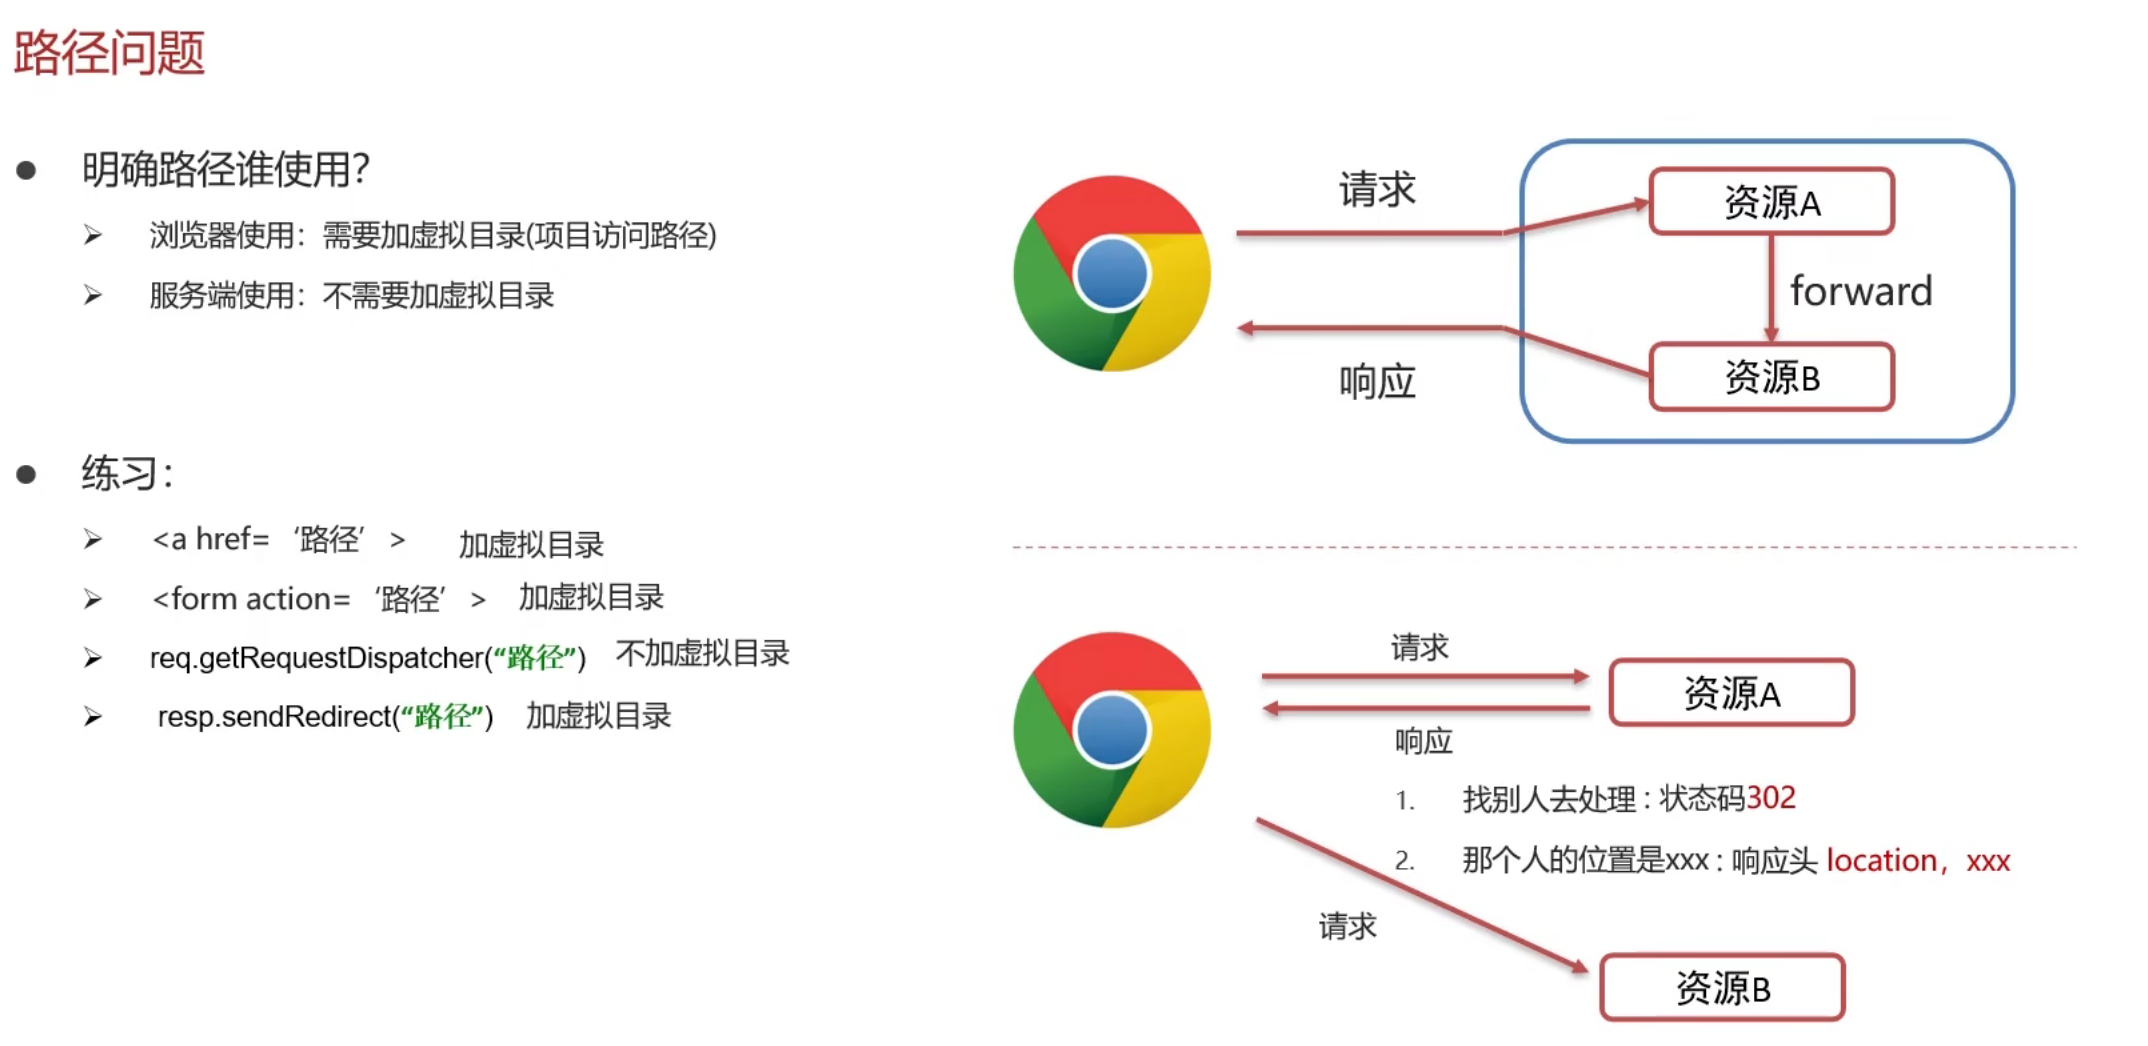 路径问题
明确路径谁使用？
浏览器使用：需要加虚拟目录(项目访问路径)
服务端使用：不需要加虚拟目录
练习：
<a href=‘路径’> 加虚拟目录
<form action=‘路径’> 加虚拟目录
req.getRequestDispatcher(“路径”) 不加虚拟目录
resp.sendRedirect(“路径”) 加虚拟目录
请求
资源A
forward
响应
资源B
请求
资源A
响应
1. 找别人去处理：状态码302
2. 那个人的位置是xxx：响应头 location，xxx
请求
资源B